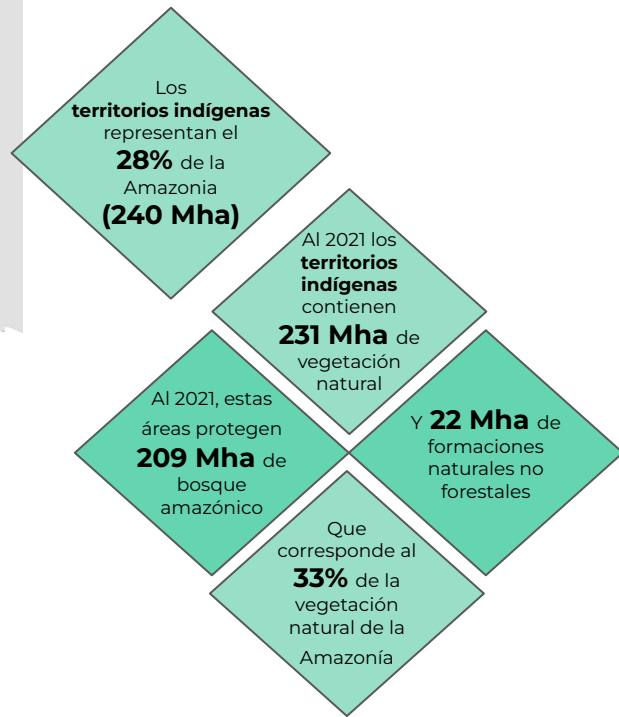 Los
territorios indígenas
representan el
28% de la
Amazonia
(240 Mha)
Al 2021 los
territorios
indígenas
contienen
231 Mha de
vegetación
natural
Al 2021, estas
áreas protegen
209 Mha de
bosque
amazónico
Y 22 Mha de
formaciones
naturales no
forestales
Que
corresponde al
33% de la
vegetación
natural de la
Amazonía